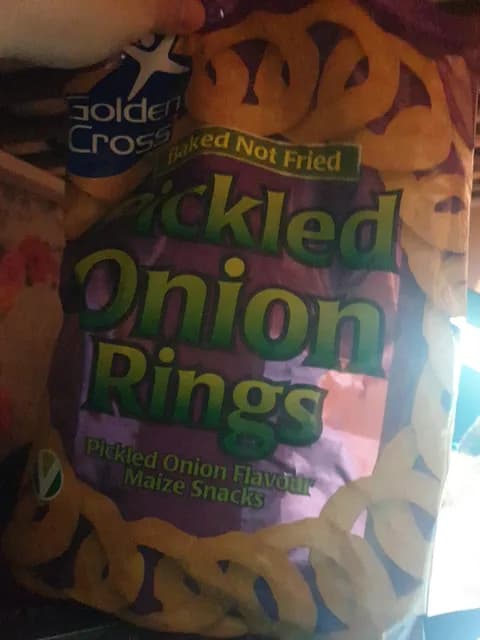 Golden
Cross
Baked Not Fried
Pickled
Onion
Rings
Pickled Onion Flavour
Maize Snacks